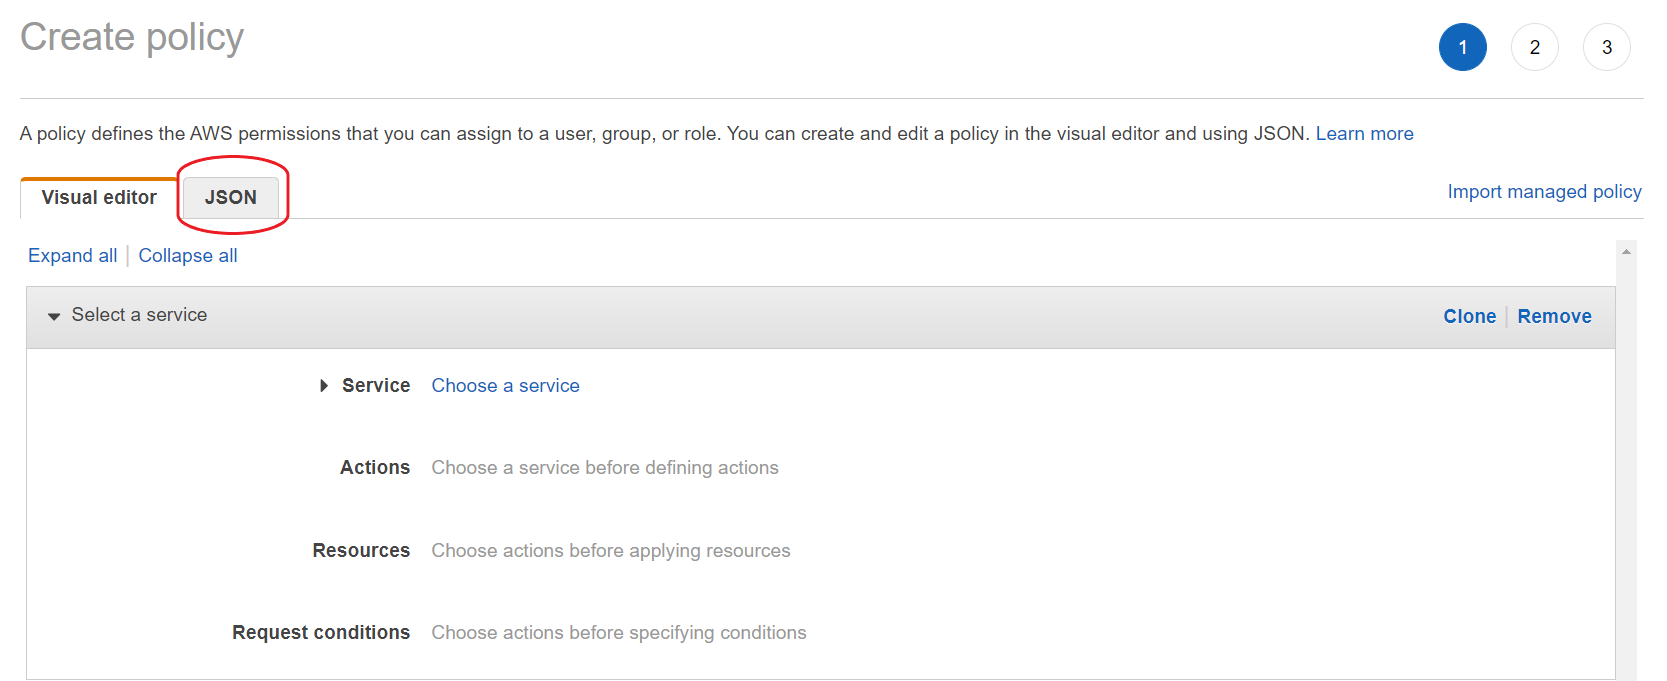 Create policy
1 2 3
A policy defines the AWS permissions that you can assign to a user, group, or role. You can create and edit a policy in the visual editor and using JSON. Learn more
Visual editor JSON Import managed policy
Expand all Collapse all
Select a service Clone Remove
Service Choose a service
Actions Choose a service before defining actions
Resources Choose actions before applying resources
Request conditions Choose actions before specifying conditions